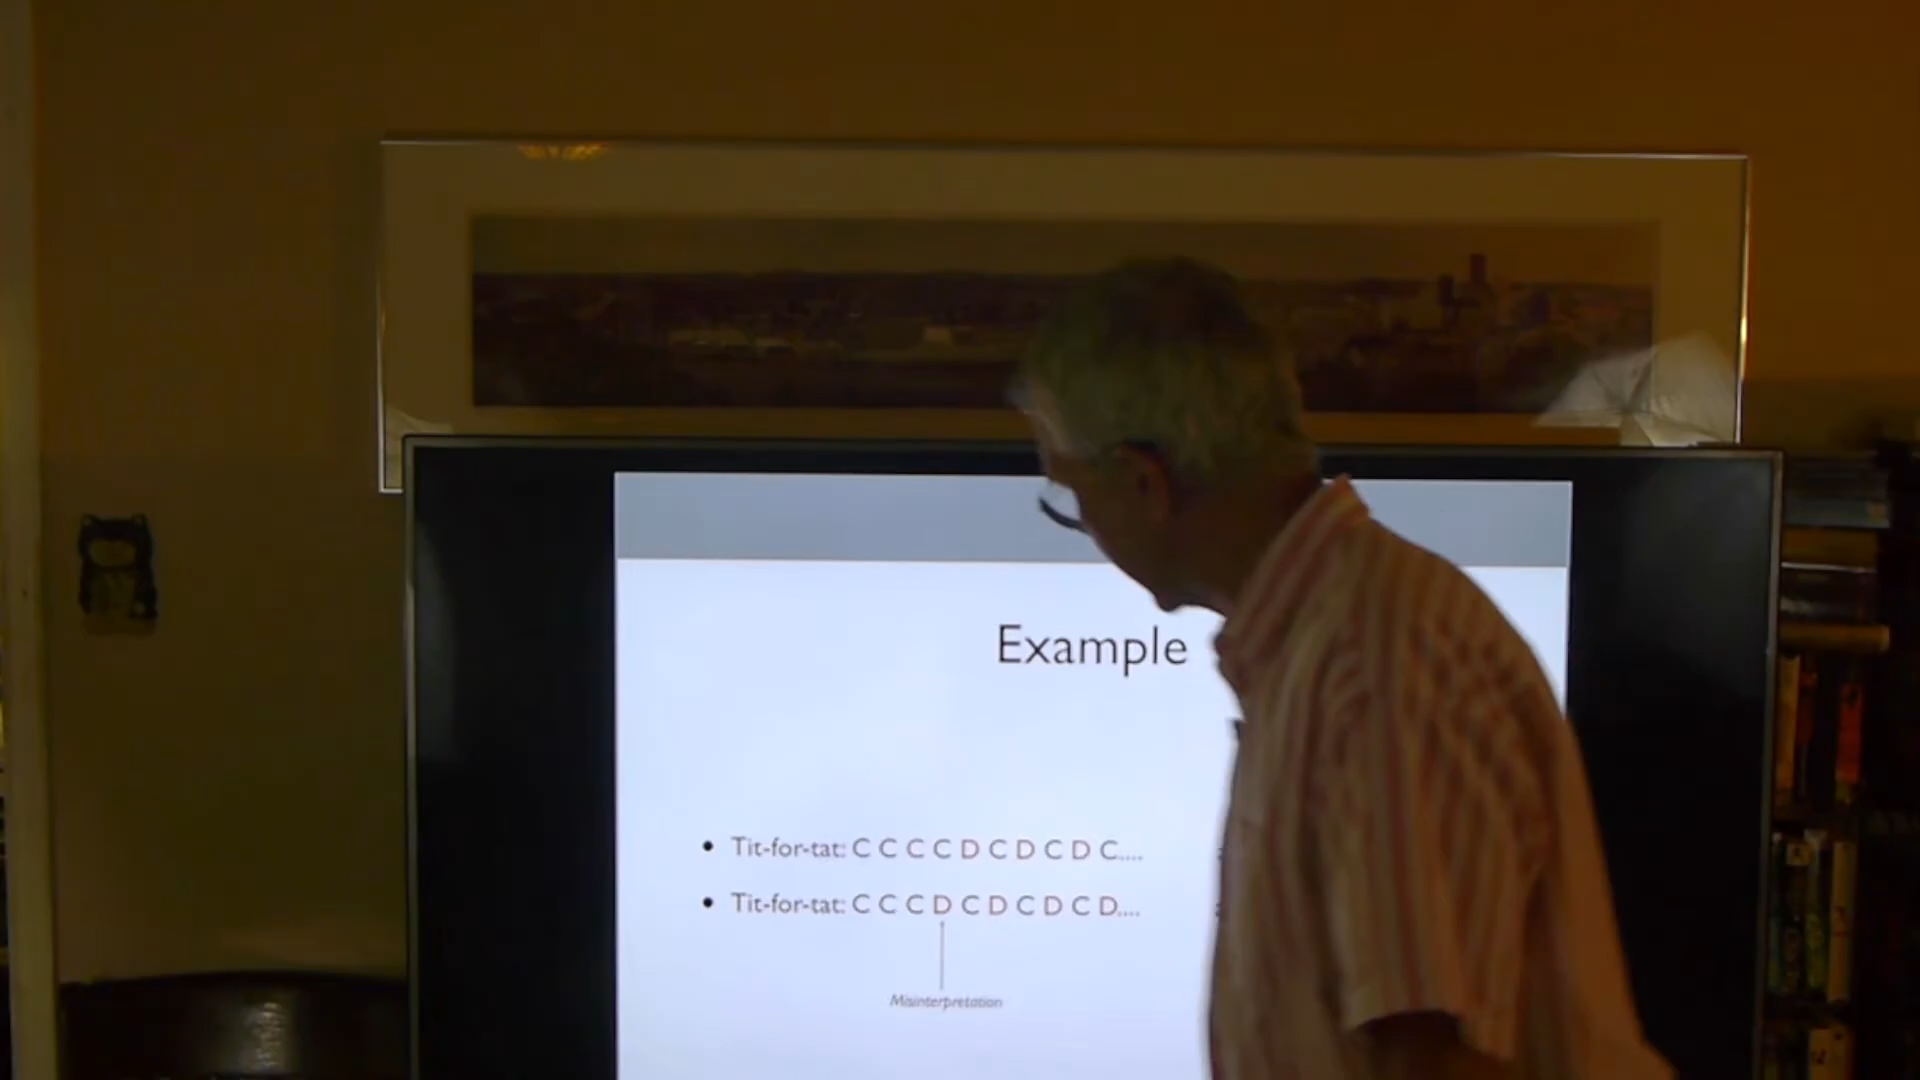 Example
• Tit-for-tat: C C C C D C D C D C....
• Tit-for-tat: C C C D C D C D C D....
Misinterpretation